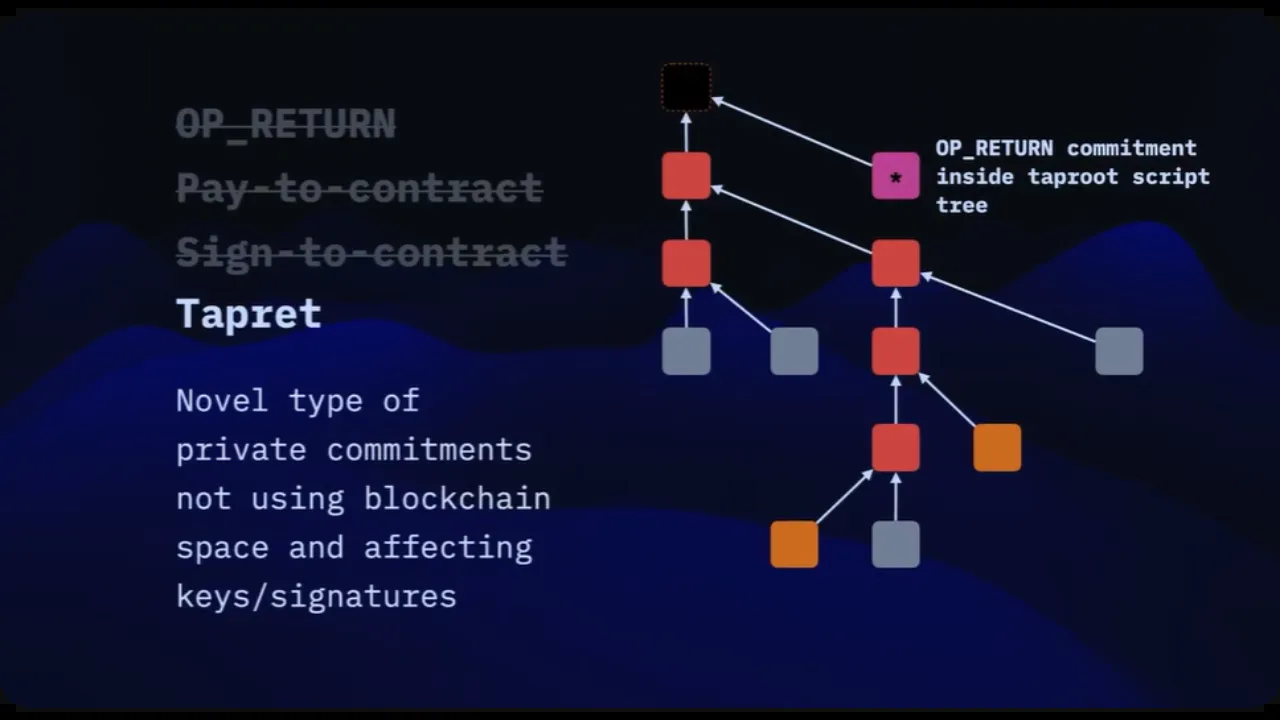 OP_RETURN
Pay-to-contract
Sign-to-contract
Tapret
Novel type of
private commitments
not using blockchain
space and affecting
keys/signatures
*
OP_RETURN commitment
inside taproot script
tree